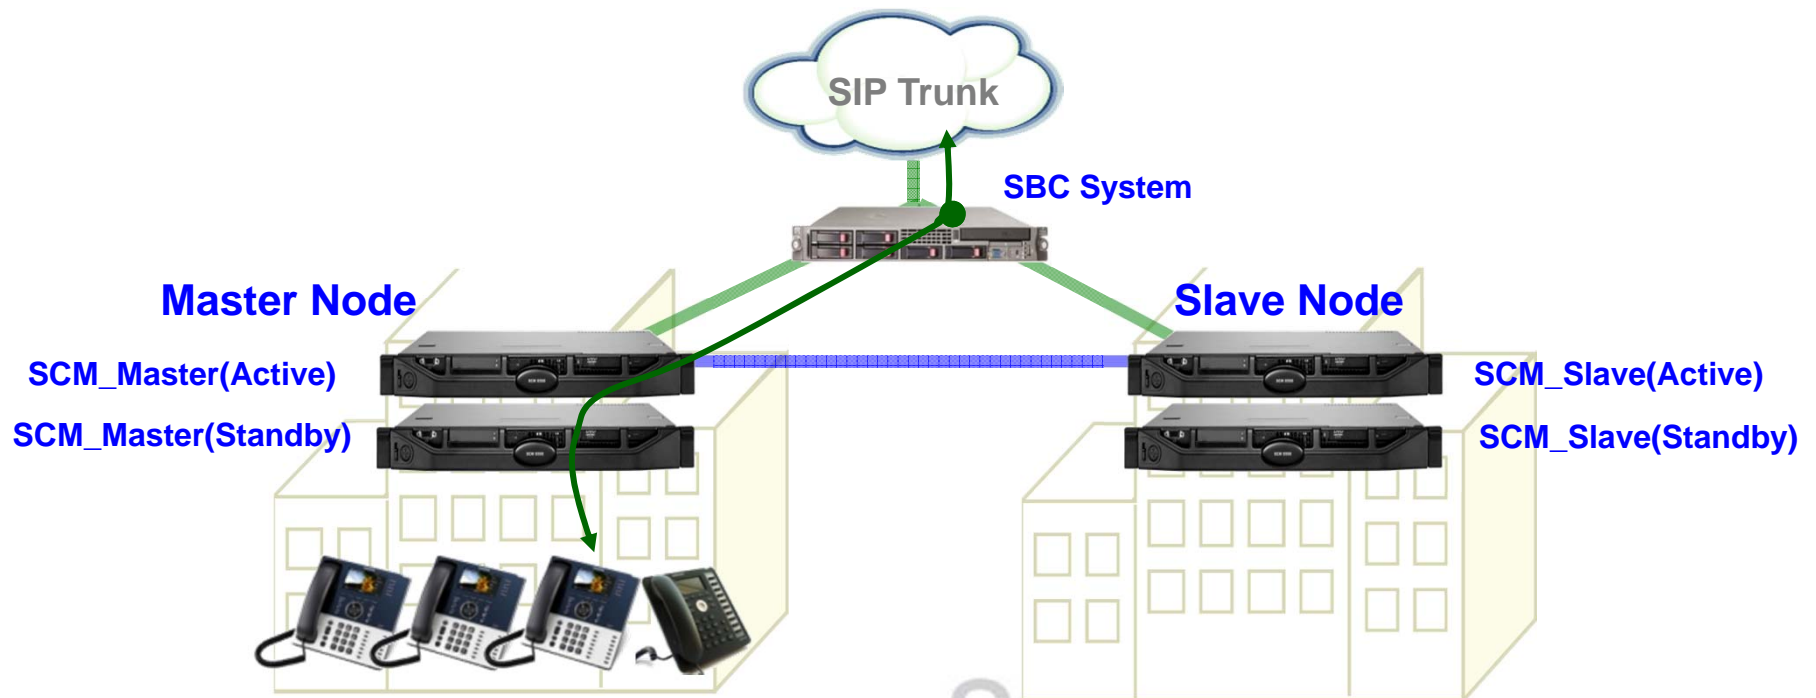 SIP Trunk
SBC System
Master Node
Slave Node
SCM_Master(Active)
SCM_Slave(Active)
SCM_Master(Standby)
SCM_Slave(Standby)